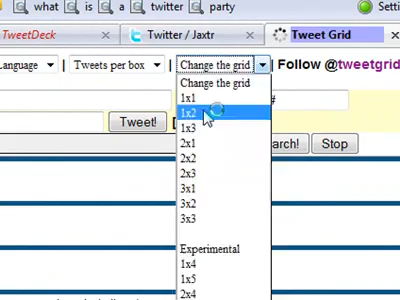 what is a twitter party Setti
TweetDeck Twitter / Jaxtr Tweet Grid
Language | Tweets per box | Change the grid | Follow @tweetgrid
Change the grid
1x1 #
1x2
Tweet! [
1x3
2x1 earch! Stop
2x2
2x3
3x1
3x2
3x3
Experimental
1x4
1x5
2x4